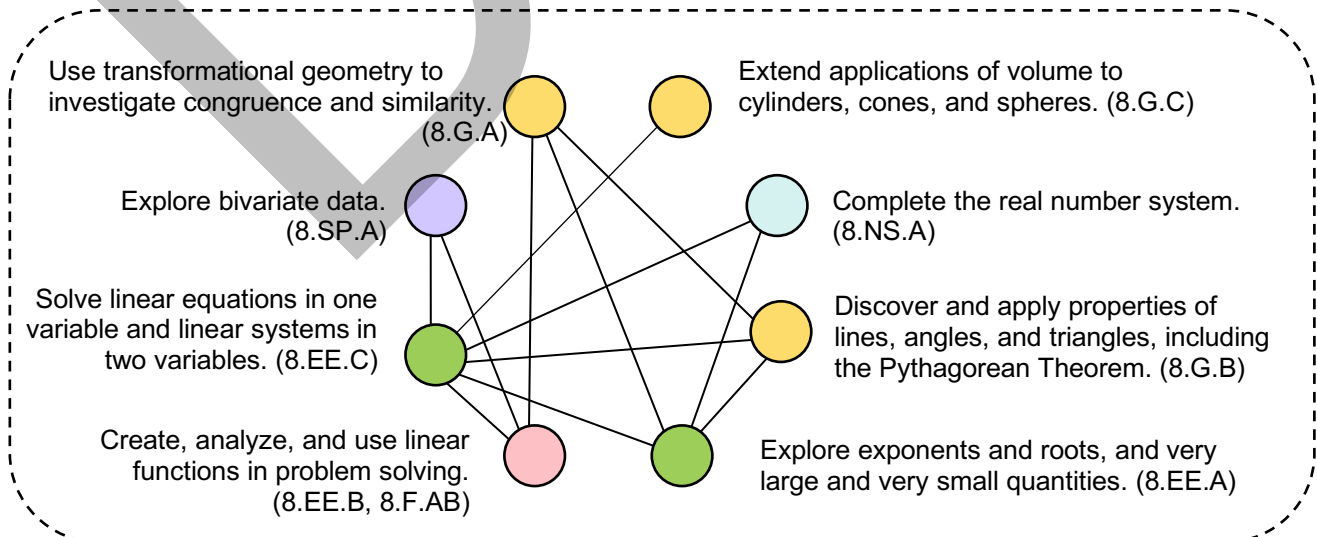 Use transformational geometry to
investigate congruence and similarity.
(8.G.A)
Extend applications of volume to
cylinders, cones, and spheres. (8.G.C)
Explore bivariate data.
(8.SP.A)
Complete the real number system.
(8.NS.A)
Solve linear equations in one
variable and linear systems in
two variables. (8.EE.C)
Discover and apply properties of
lines, angles, and triangles, including
the Pythagorean Theorem. (8.G.B)
Create, analyze, and use linear
functions in problem solving.
(8.EE.B, 8.F.AB)
Explore exponents and roots, and very
large and very small quantities. (8.EE.A)